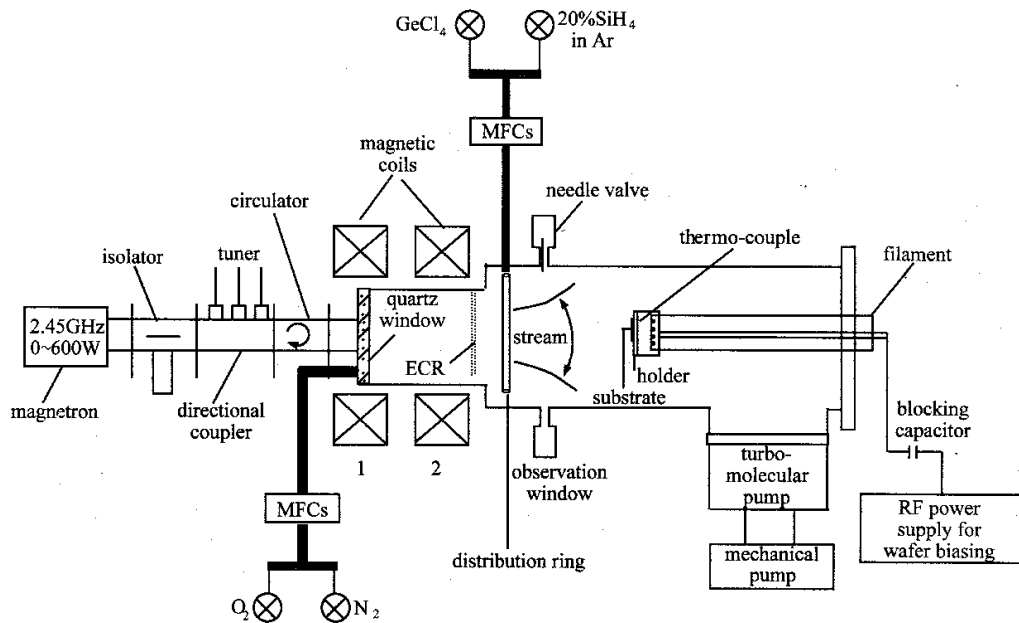 GeCl4
20%SiH4
in Ar
MFCs
magnetic
coils
needle valve
circulator
thermo-couple
tuner
filament
isolator
quartz
window
2.45GHz
0~600W
stream
ECR
holder
magnetron
directional
coupler
substrate
blocking
capacitor
1
2
observation
window
turbo-
molecular
pump
MFCs
RF power
supply for
wafer biasing
distribution ring
mechanical
pump
O2
N2